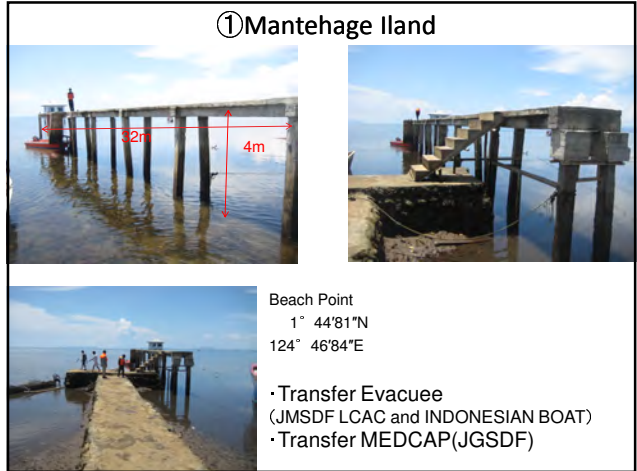 ①Mantehage Iland
32m
4m
Beach Point
1° 44′81″N
124° 46′84″E
・Transfer Evacuee
（JMSDF LCAC and INDONESIAN BOAT）
・Transfer MEDCAP(JGSDF)